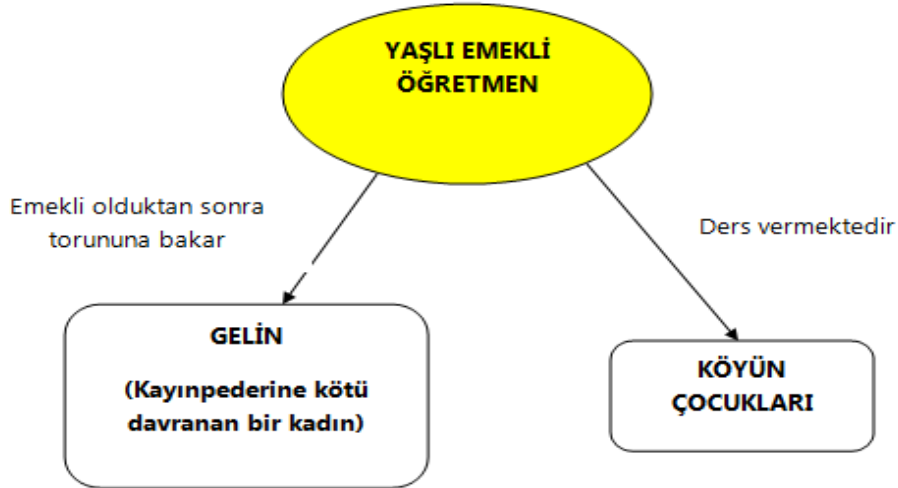 YAŞLI EMEKLİ
ÖĞRETMEN
Emekli olduktan sonra
torununa bakar
Ders vermektedir
GELİN
(Kayınpederine kötü
davranan bir kadın)
KÖYÜN
ÇOCUKLARI